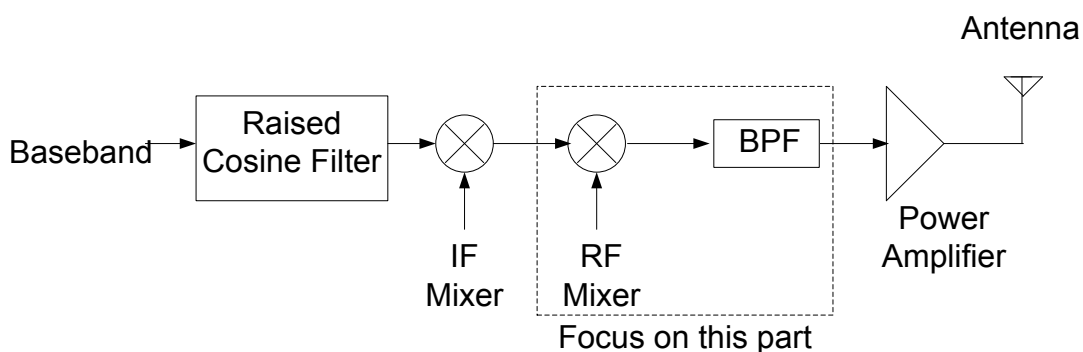 Antenna
Baseband
Raised
Cosine Filter
BPF
IF
Mixer
RF
Mixer
Power
Amplifier
Focus on this part